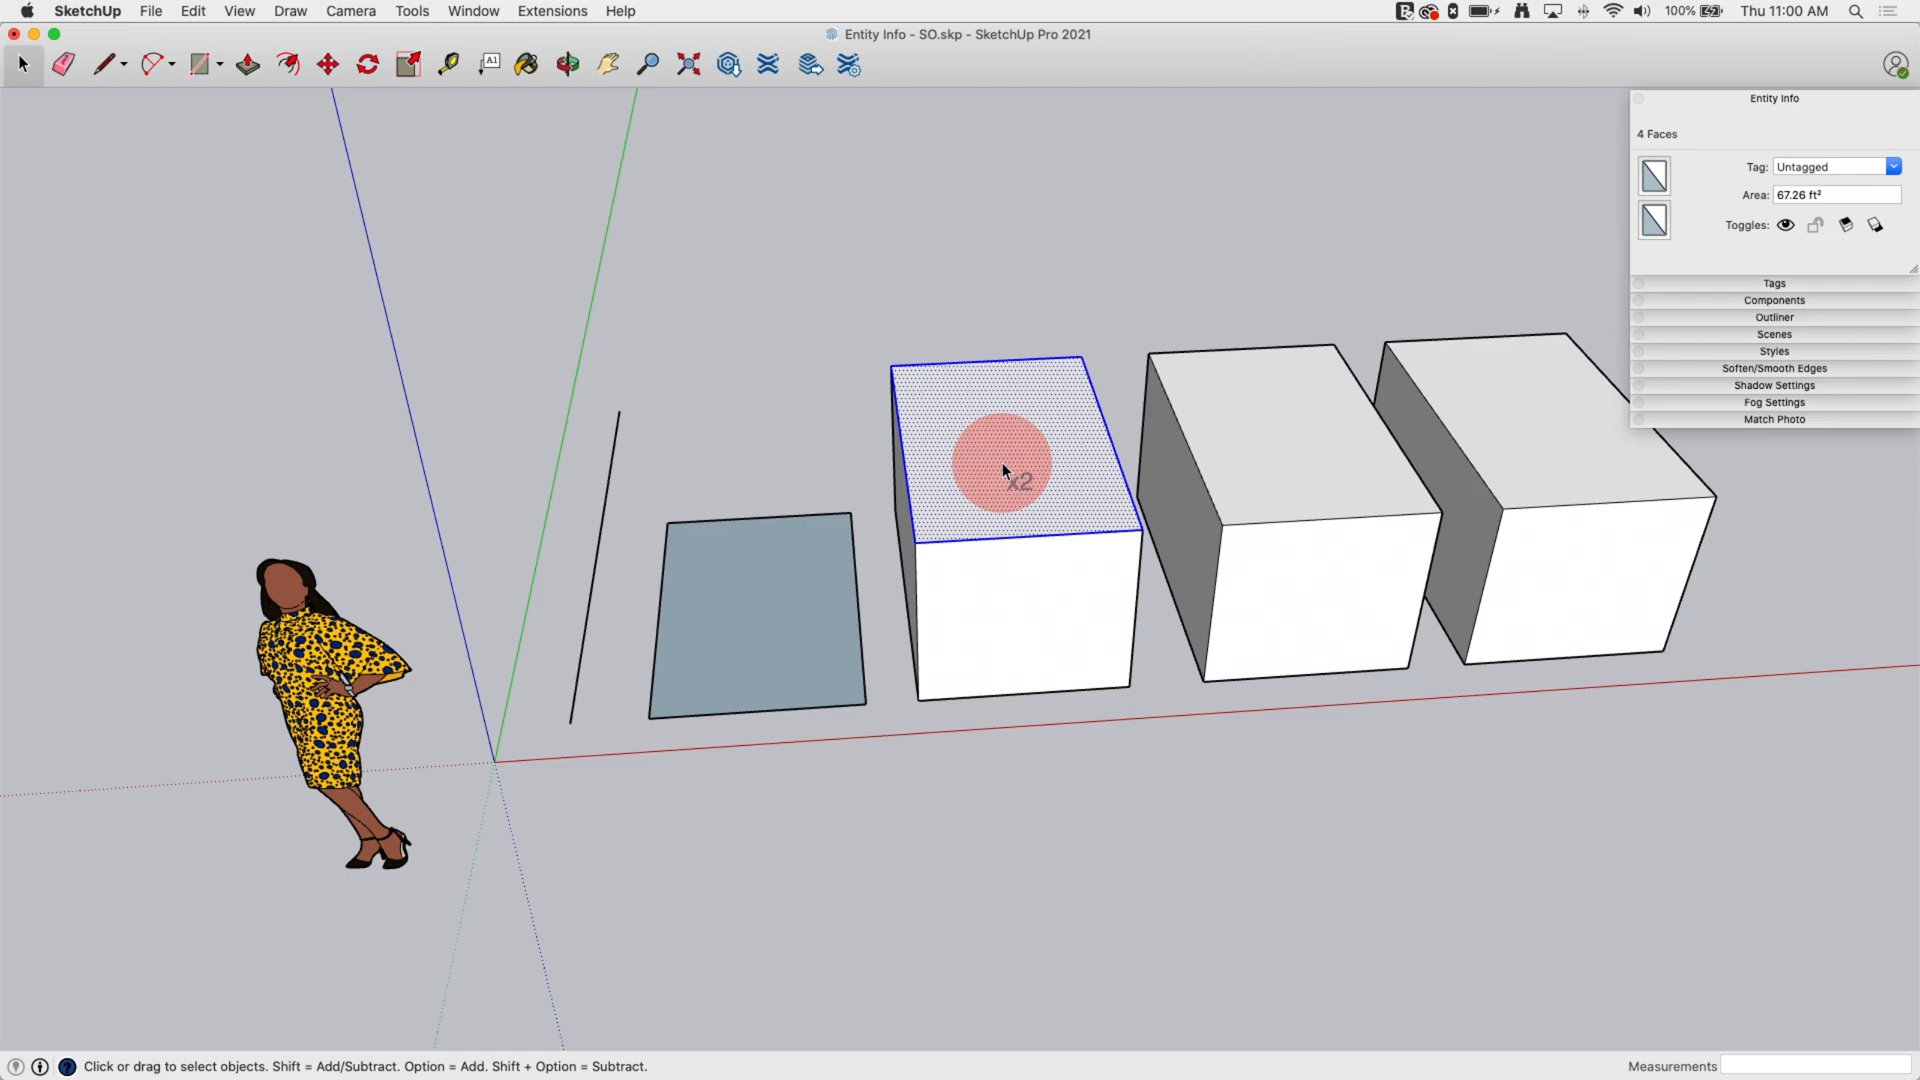 SketchUp File Edit View Draw Camera Tools Window Extensions Help 100% Thu 11:00 AM
Entity Info - SO.skp - SketchUp Pro 2021
A1
Entity Info
4 Faces
Tag: Untagged
Area: 67.26 ft²
Toggles:
Tags
Components
Outliner
Scenes
Styles
Soften/Smooth Edges
Shadow Settings
Fog Settings
Match Photo
x2
Click or drag to select objects. Shift = Add/Subtract. Option = Add. Shift + Option = Subtract.
Measurements